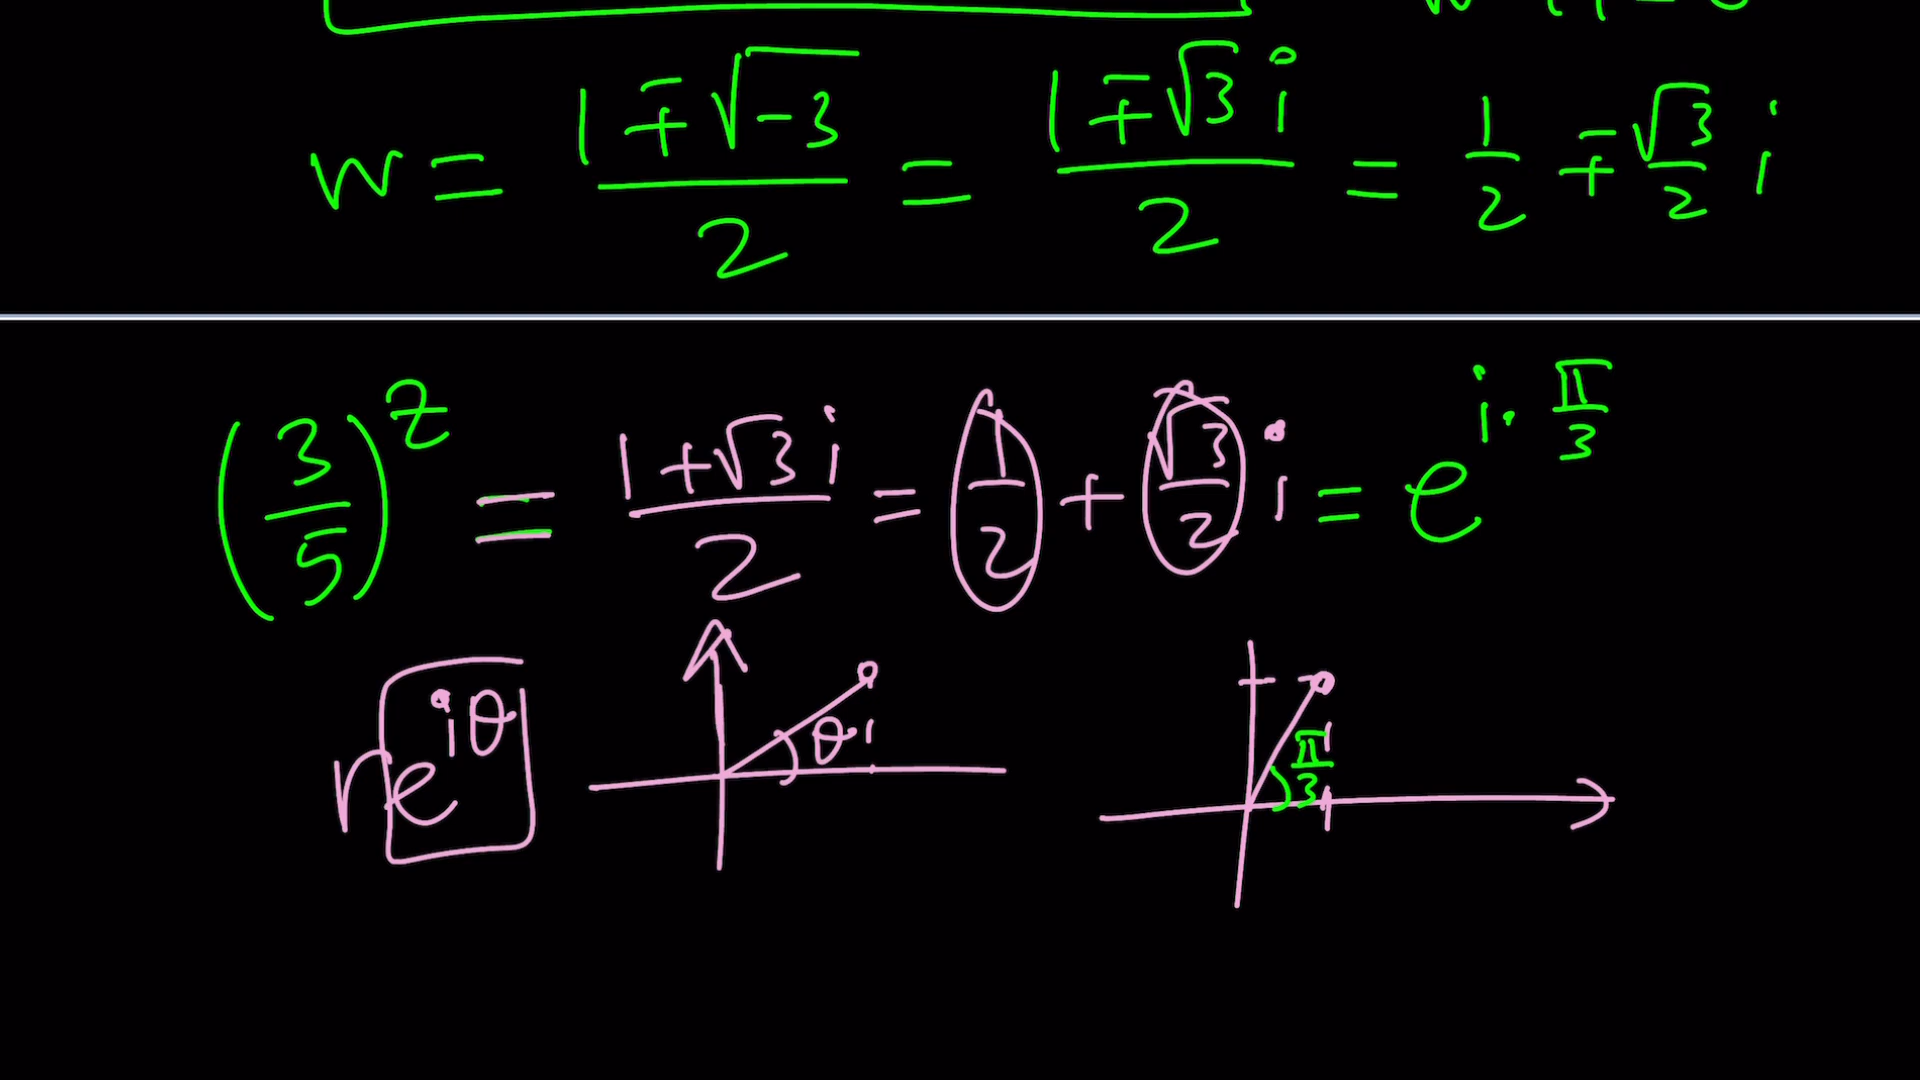 w = (1 ∓ √-3)/2 = (1 ∓ √3 i)/2 = 1/2 ∓ √3/2 i
(3/5)^z = (1+√3 i)/2 = 1/2 + √3/2 i = e^(i·π/3)
re^(iθ)
θ
π/3